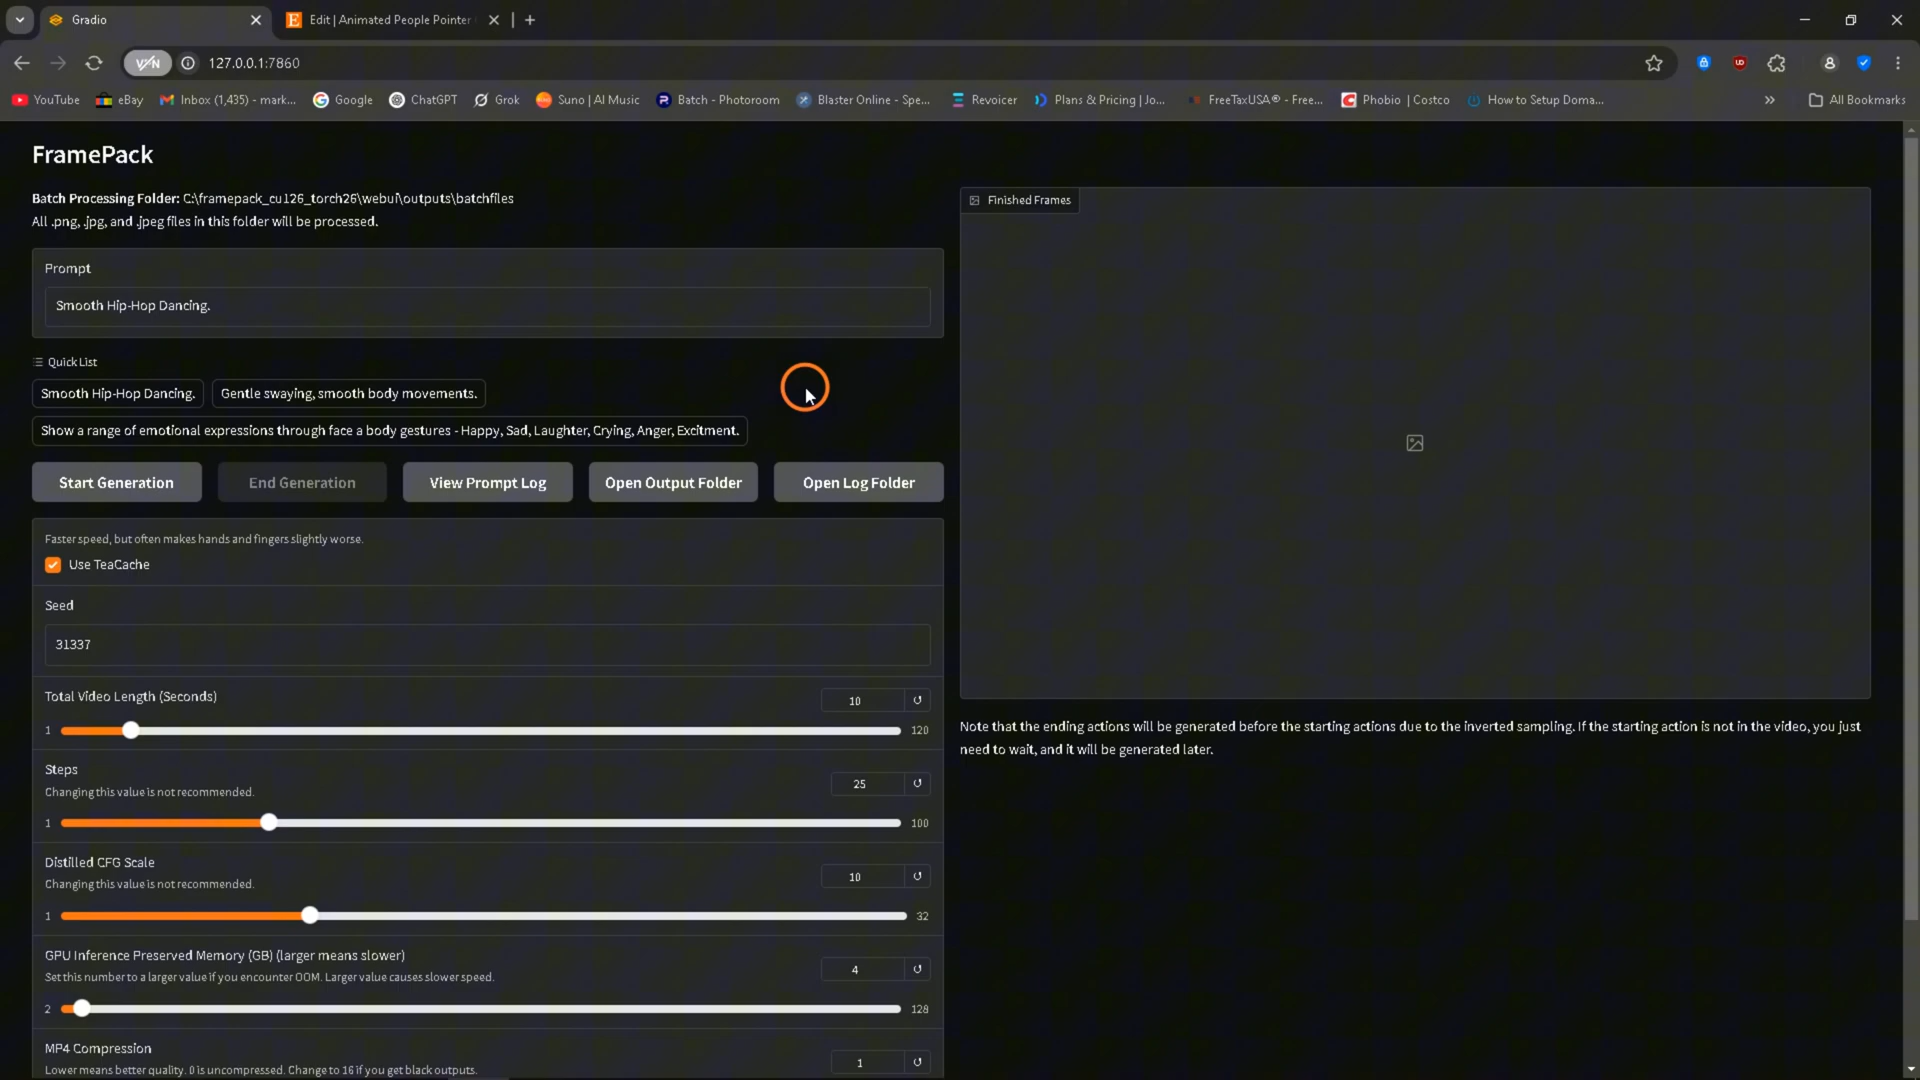 Gradio
Edit | Animated People Pointer
VPN
127.0.0.1:7860
YouTube
eBay
Inbox (1,435) - mark...
Google
ChatGPT
Grok
Suno | AI Music
Batch - Photoroom
Blaster Online - Spe...
Revoicer
Plans & Pricing | Jo...
FreeTaxUSA® - Free...
Phobio | Costco
How to Setup Doma...
All Bookmarks
FramePack
Batch Processing Folder: C:\framepack_cu126_torch26\webui\outputs\batchfiles
All .png, .jpg, and .jpeg files in this folder will be processed.
Prompt
Smooth Hip-Hop Dancing.
Quick List
Smooth Hip-Hop Dancing.
Gentle swaying, smooth body movements.
Show a range of emotional expressions through face a body gestures - Happy, Sad, Laughter, Crying, Anger, Excitment.
Start Generation
End Generation
View Prompt Log
Open Output Folder
Open Log Folder
Faster speed, but often makes hands and fingers slightly worse.
Use TeaCache
Seed
31337
Total Video Length (Seconds)
10
1
120
Steps
Changing this value is not recommended.
25
1
100
Distilled CFG Scale
Changing this value is not recommended.
10
1
32
GPU Inference Preserved Memory (GB) (larger means slower)
Set this number to a larger value if you encounter OOM. Larger value causes slower speed.
4
2
128
MP4 Compression
Lower means better quality. 0 is uncompressed. Change to 16 if you get black outputs.
1
Finished Frames
Note that the ending actions will be generated before the starting actions due to the inverted sampling. If the starting action is not in the video, you just
need to wait, and it will be generated later.